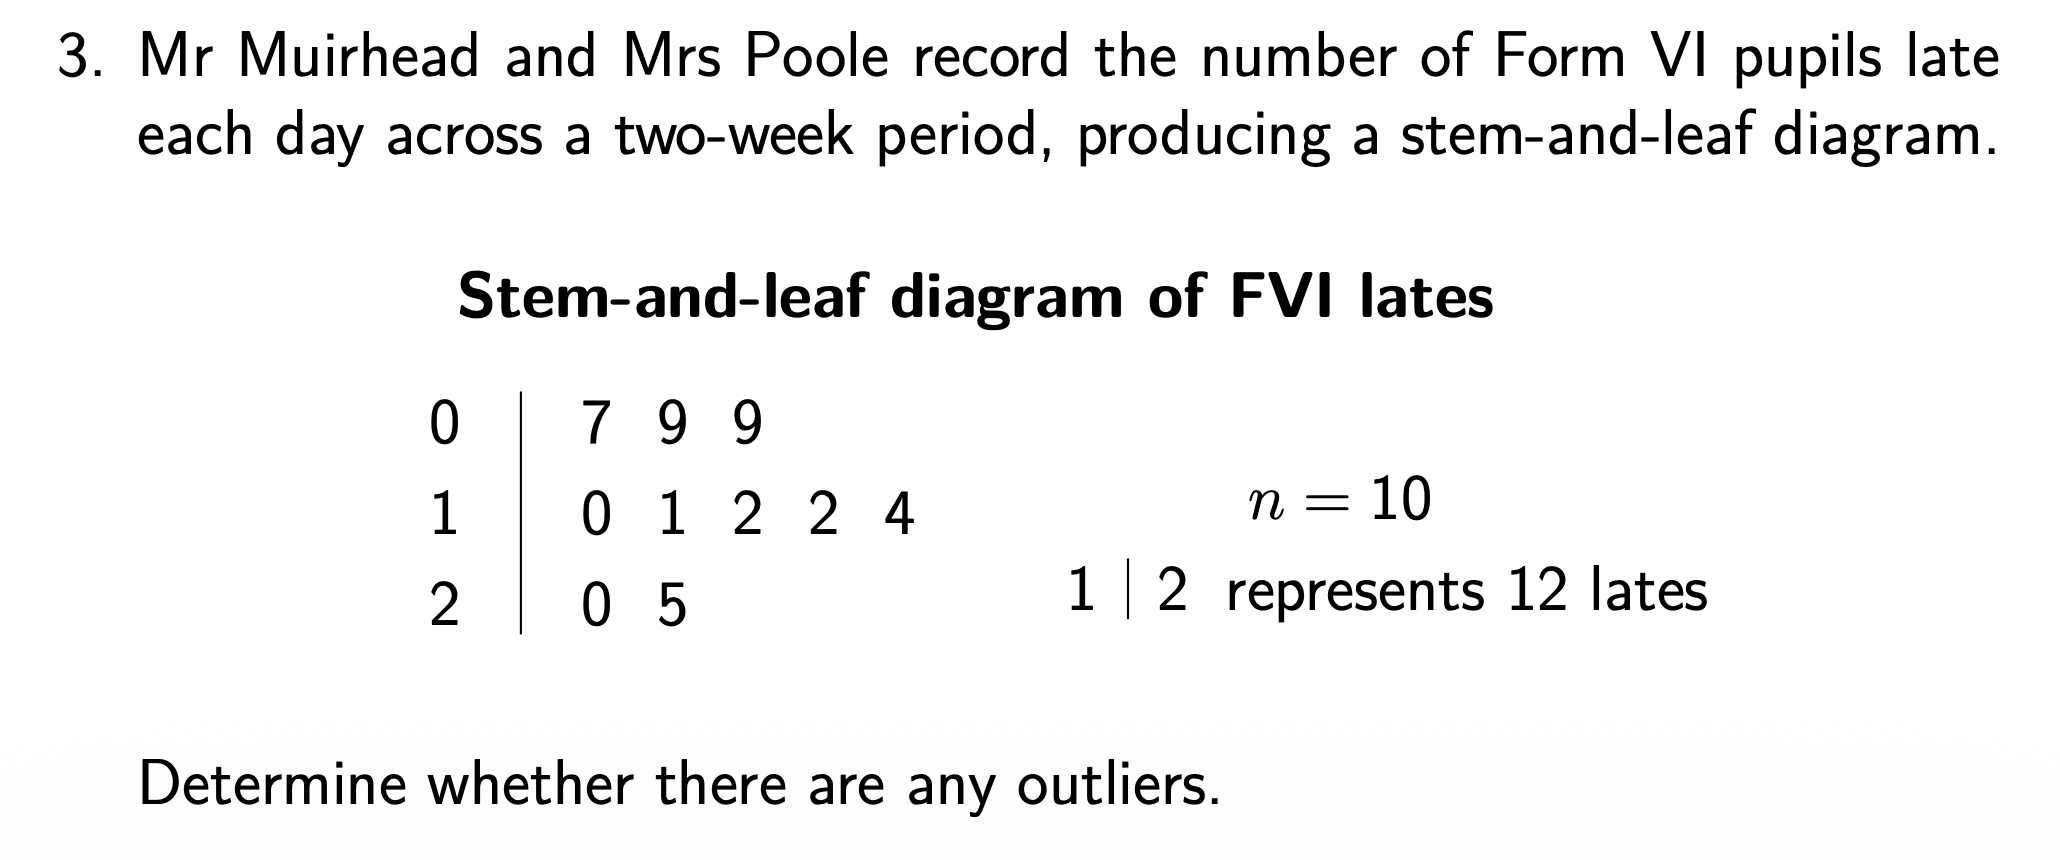 3. Mr Muirhead and Mrs Poole record the number of Form VI pupils late
each day across a two-week period, producing a stem-and-leaf diagram.
Stem-and-leaf diagram of FVI lates
0 | 7 9 9
1 | 0 1 2 2 4
2 | 0 5
n = 10
1 | 2 represents 12 lates
Determine whether there are any outliers.